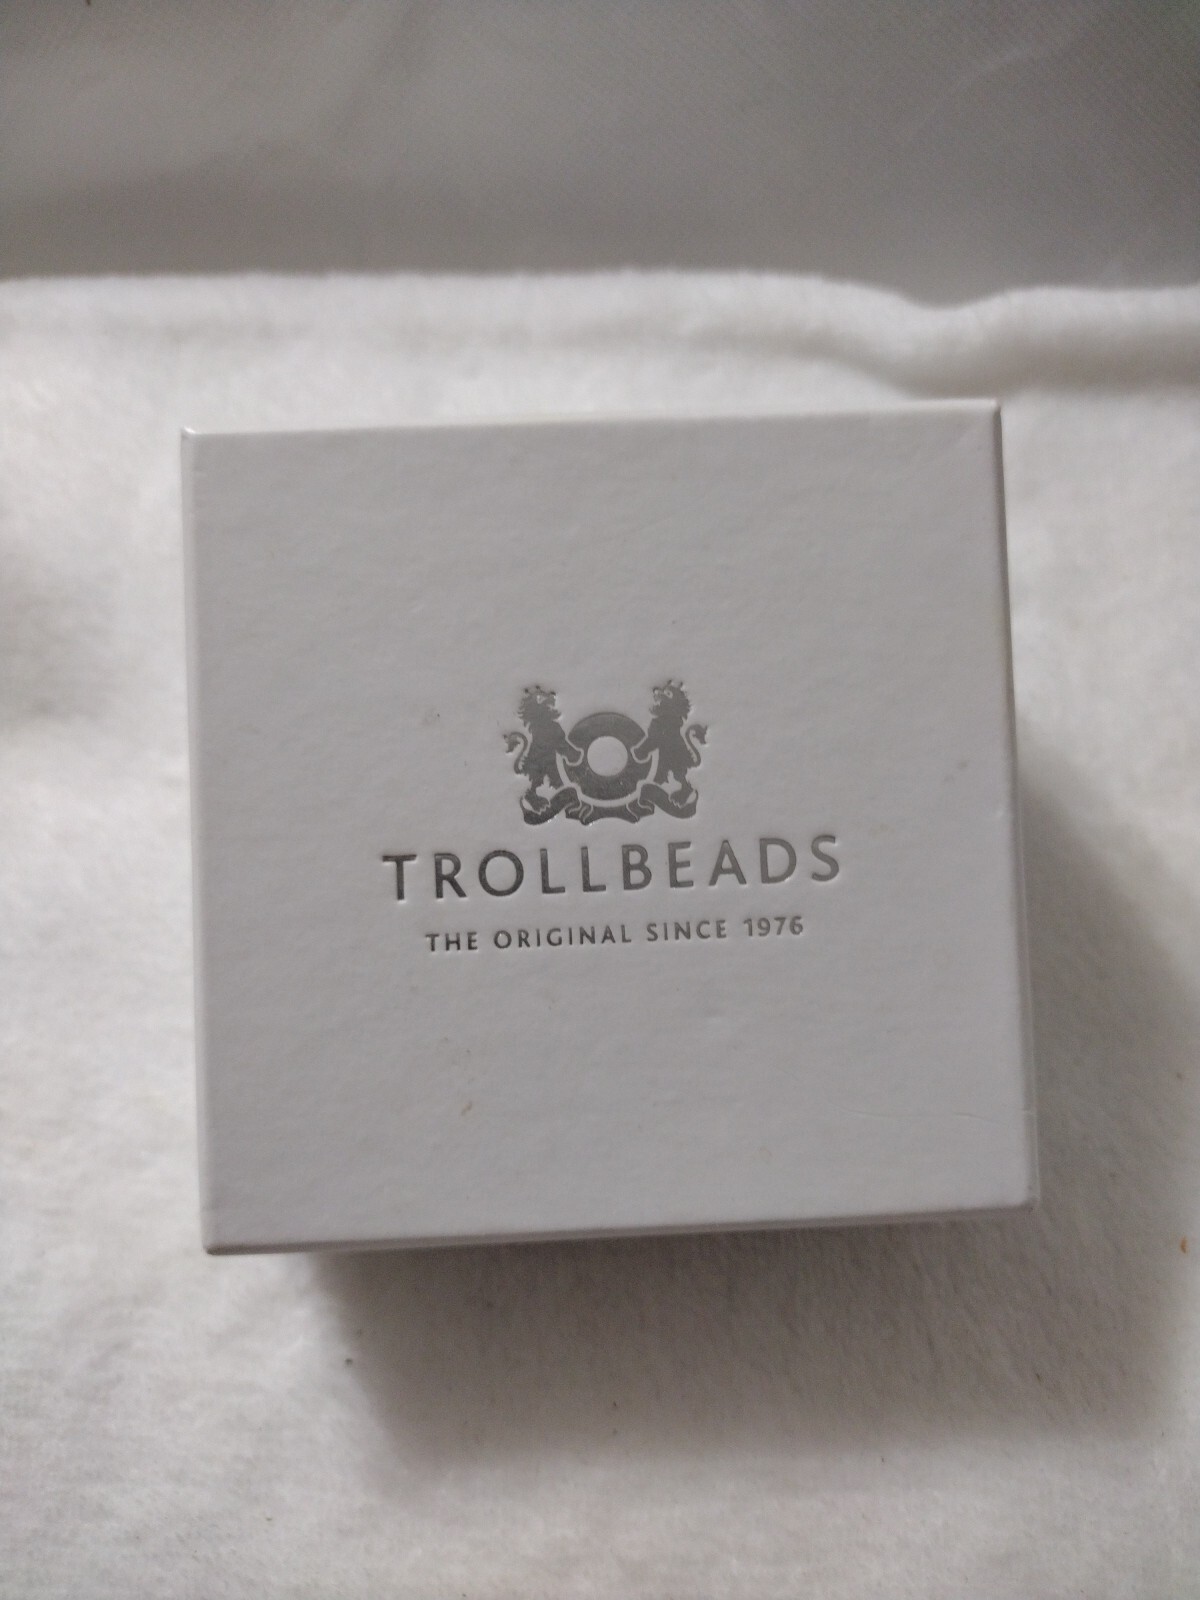 TROLLBEADS
THE ORIGINAL SINCE 1976